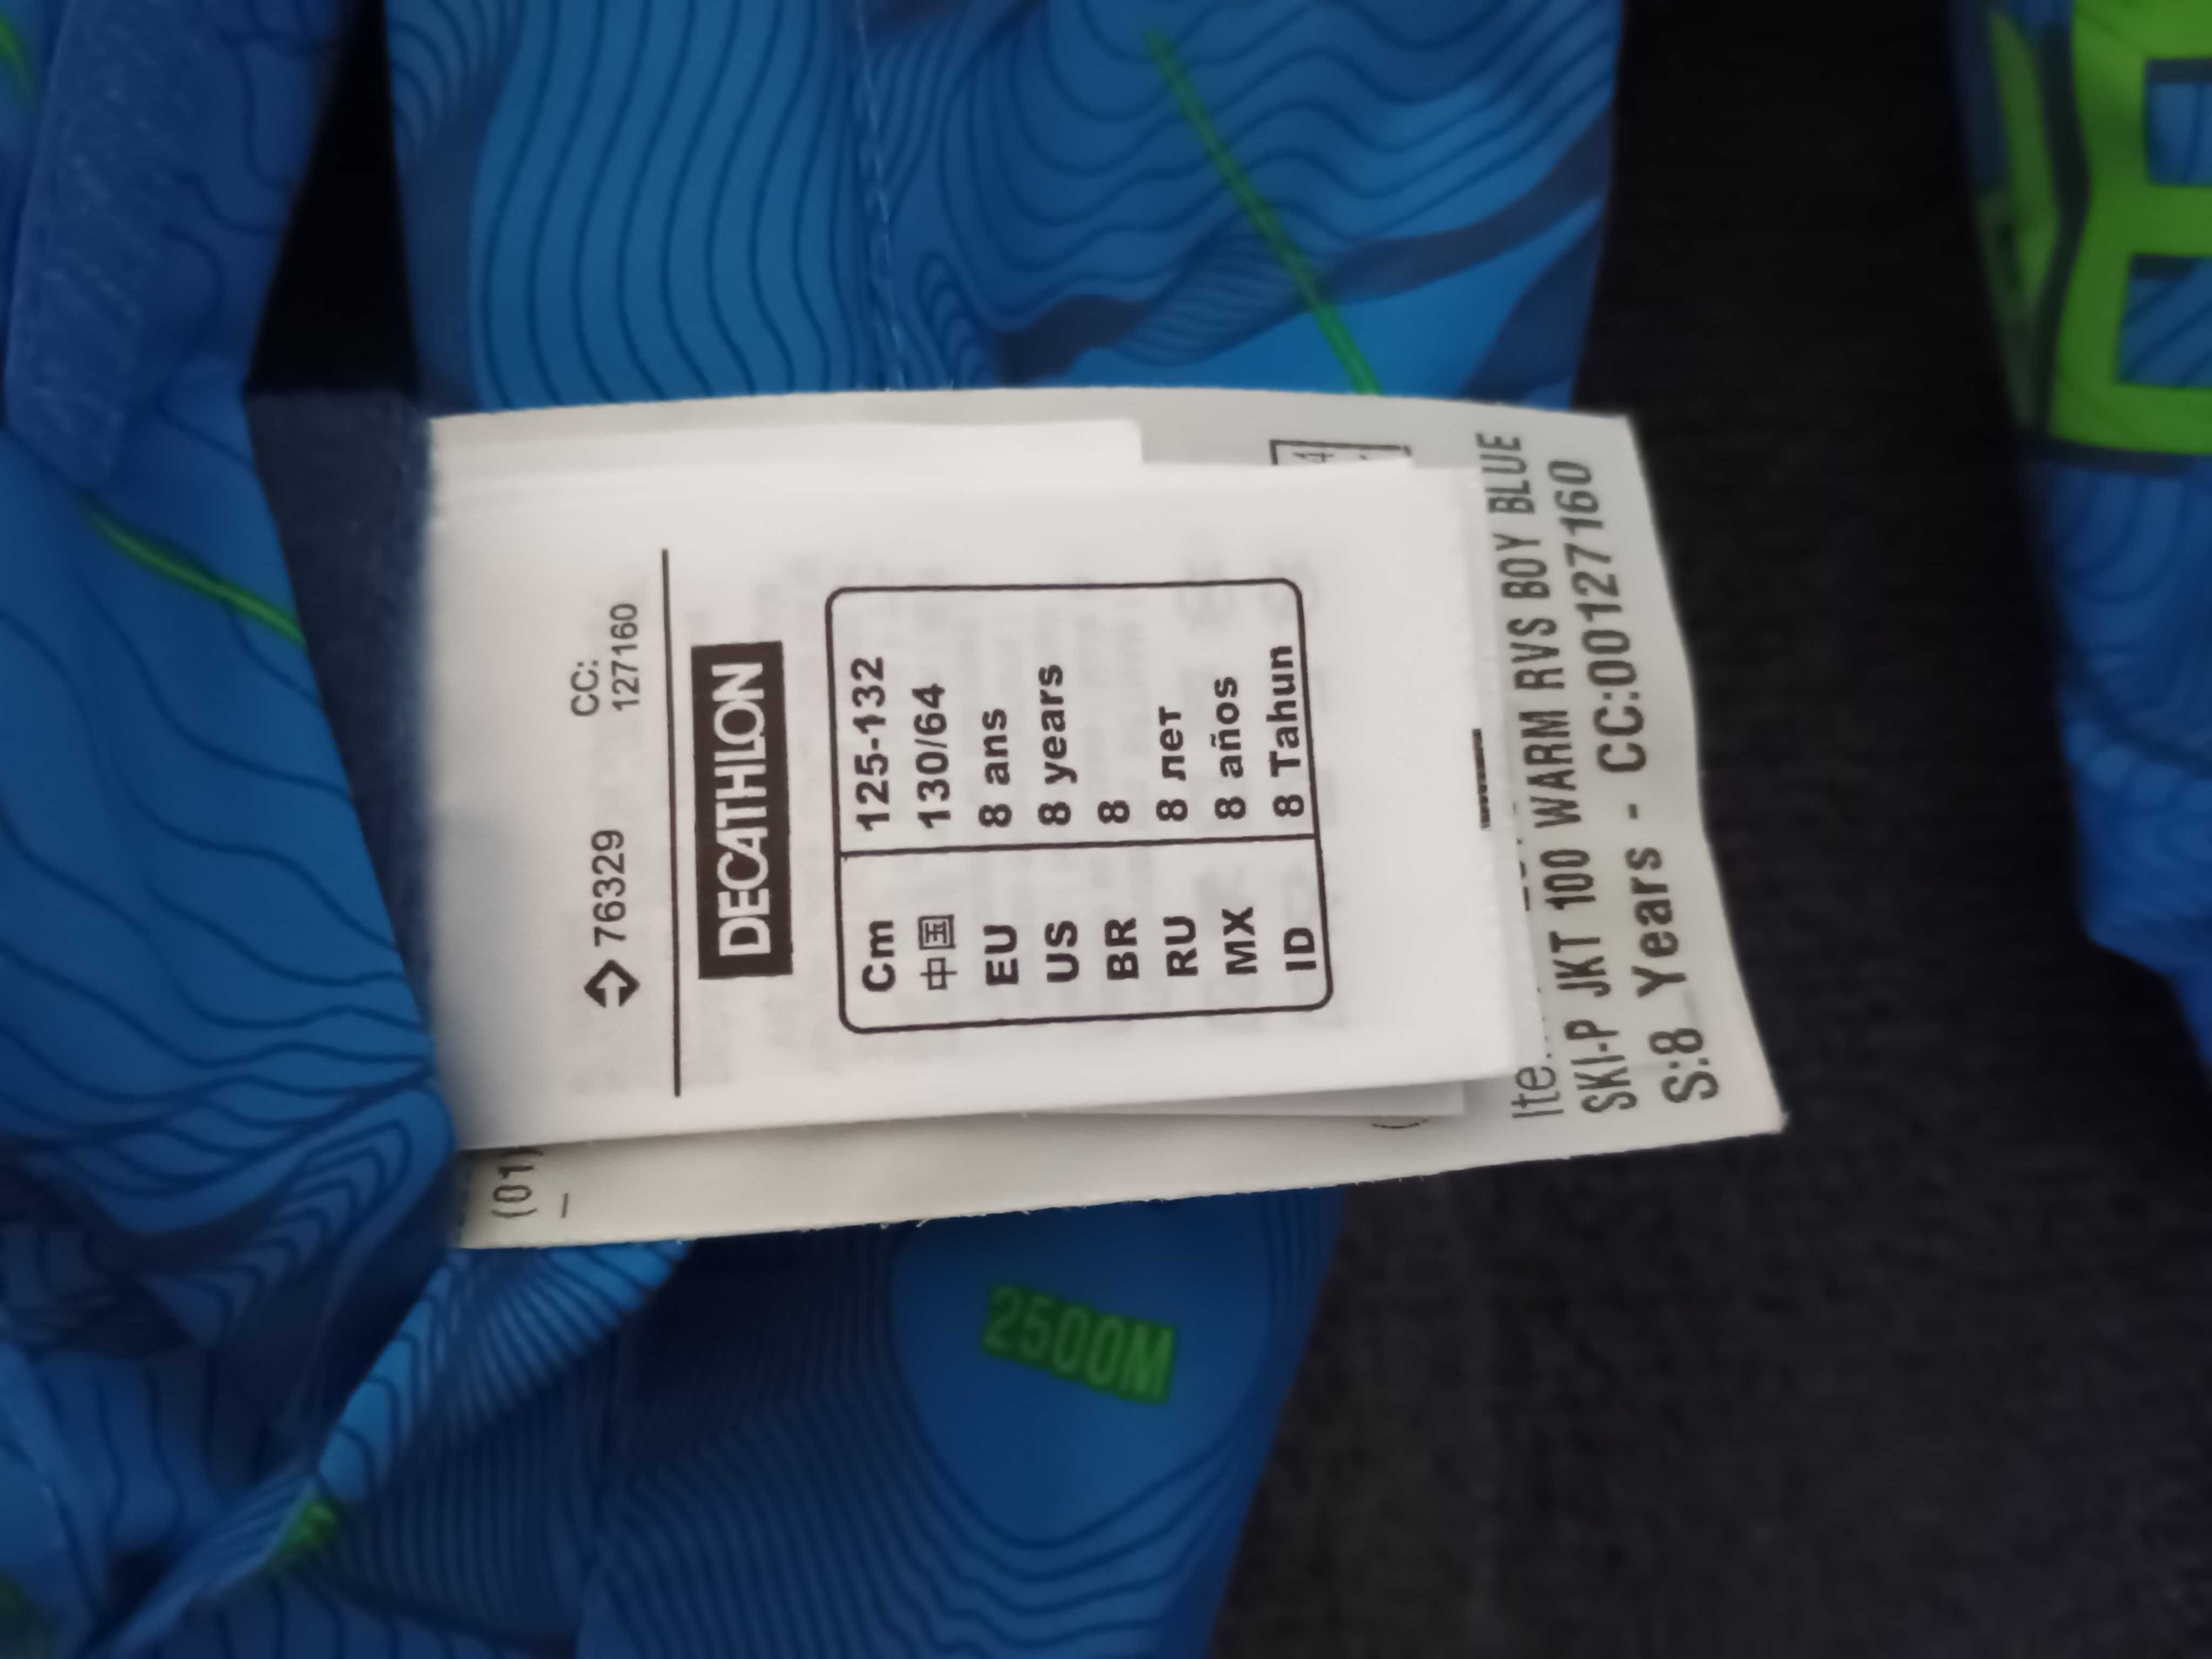 76329
CC:
127160
DECATHLON
Cm 125-132
中国 130/64
EU 8 ans
US 8 years
BR 8
RU 8 лет
MX 8 años
ID 8 Tahun
(01)
SKI-P JKT 100 WARM RVS BOY BLUE
S:8 Years - CC:00127160
2500M